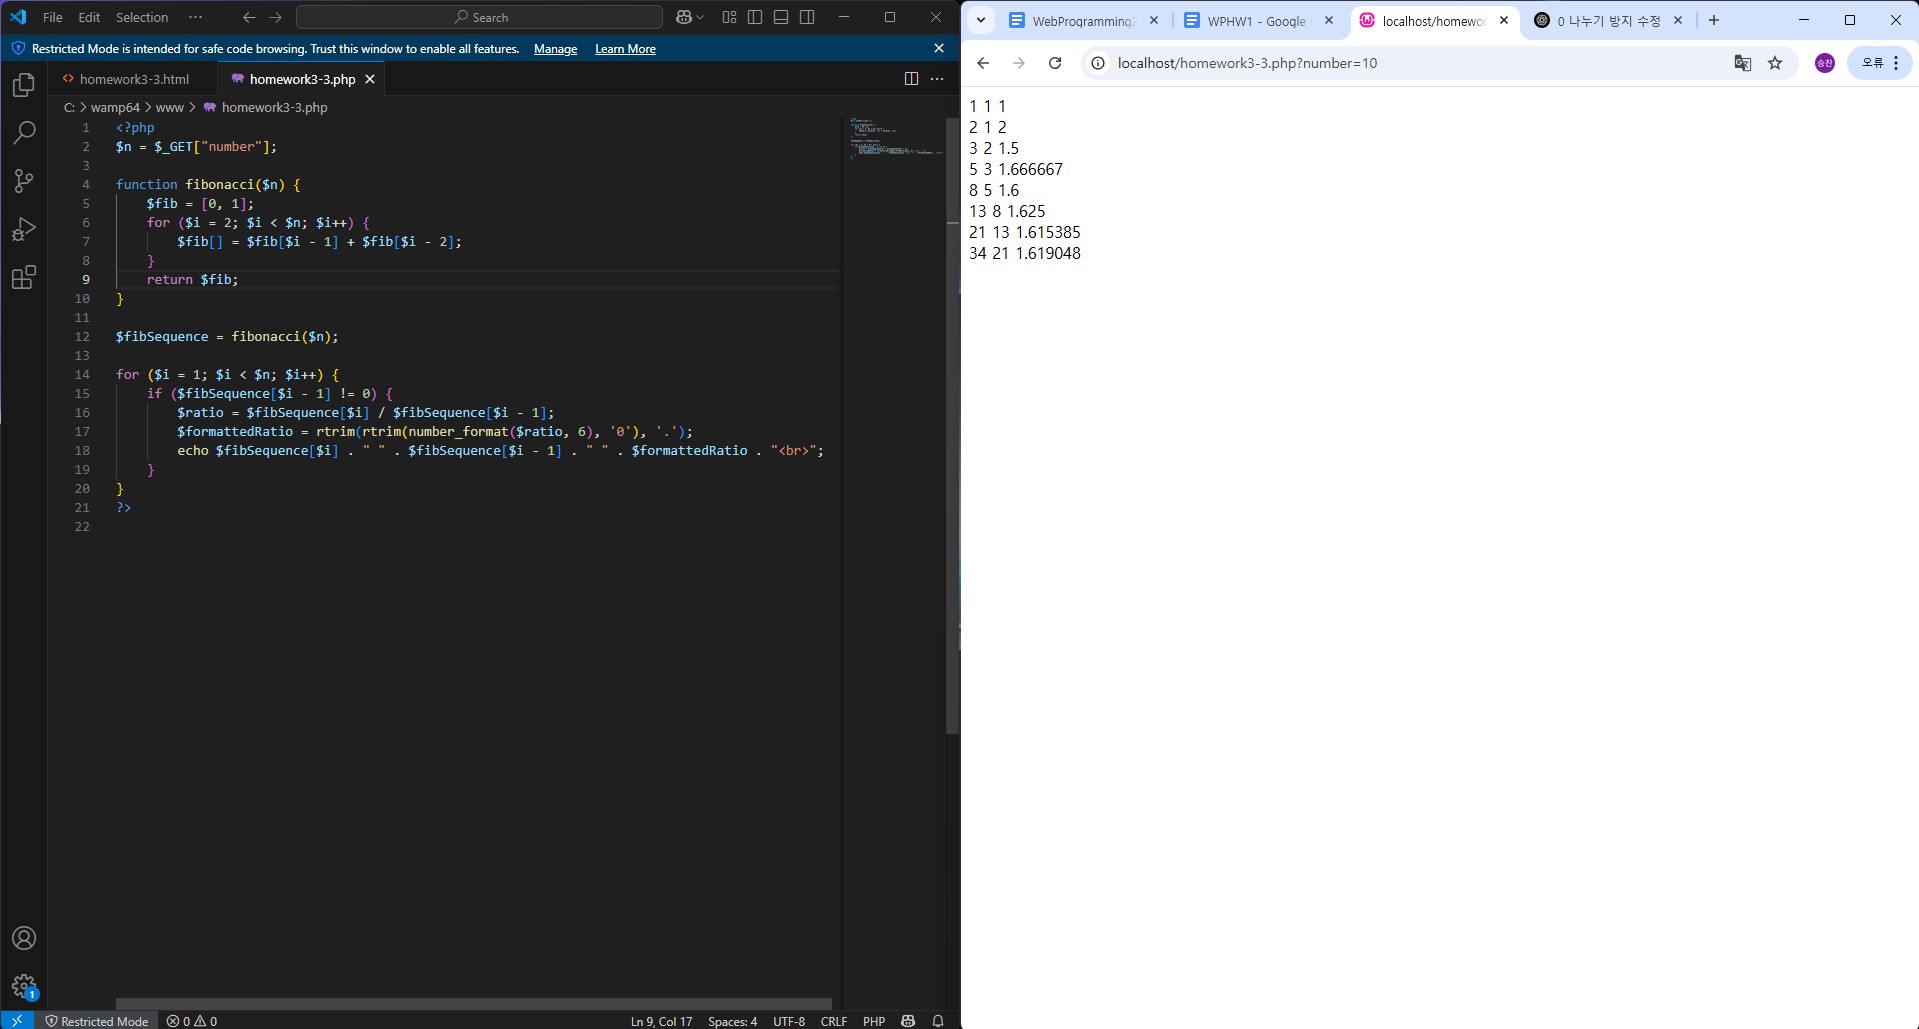 File Edit Selection ··· Search
Restricted Mode is intended for safe code browsing. Trust this window to enable all features. Manage Learn More
homework3-3.html homework3-3.php
C: > wamp64 > www > homework3-3.php
1 <?php
2 $n = $_GET["number"];
3
4 function fibonacci($n) {
5     $fib = [0, 1];
6     for ($i = 2; $i < $n; $i++) {
7         $fib[] = $fib[$i - 1] + $fib[$i - 2];
8     }
9     return $fib;
10 }
11
12 $fibSequence = fibonacci($n);
13
14 for ($i = 1; $i < $n; $i++) {
15     if ($fibSequence[$i - 1] != 0) {
16         $ratio = $fibSequence[$i] / $fibSequence[$i - 1];
17         $formattedRatio = rtrim(rtrim(number_format($ratio, 6), '0'), '.');
18         echo $fibSequence[$i] . " " . $fibSequence[$i - 1] . " " . $formattedRatio . "<br>";
19     }
20 }
21 ?>
22
1
Restricted Mode 0 0 Ln 9, Col 17 Spaces: 4 UTF-8 CRLF PHP
WebProgramming WPHW1 - Google localhost/homewor 0 나누기 방지 수정
localhost/homework3-3.php?number=10 승찬 오류
1 1 1
2 1 2
3 2 1.5
5 3 1.666667
8 5 1.6
13 8 1.625
21 13 1.615385
34 21 1.619048